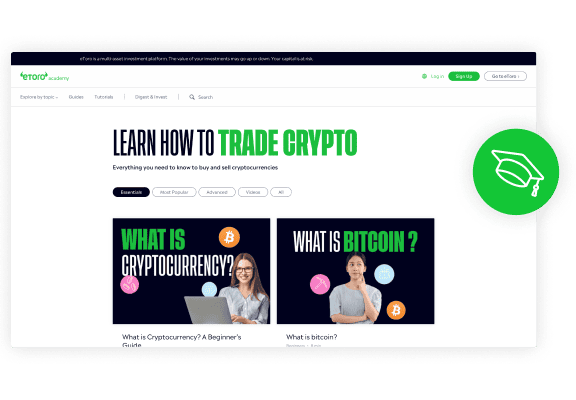 eToro is a multi-asset investment platform. The value of your investments may go up or down. Your capital is at risk.
eToro academy
Log in
Sign Up
Go to eToro
Explore by topic
Guides
Tutorials
Digest & Invest
Search
LEARN HOW TO TRADE CRYPTO
Everything you need to know to buy and sell cryptocurrencies
Essentials
Most Popular
Advanced
Videos
All
WHAT IS
CRYPTOCURRENCY?
WHAT IS BITCOIN ?
What is Cryptocurrency? A Beginner's
Guide
What is bitcoin?